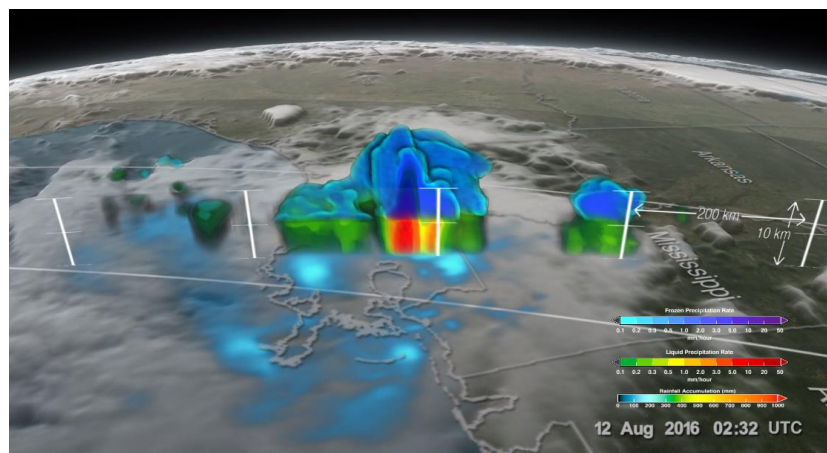 Arkansas
200 km
10 km
Mississippi
Frozen Precipitation Rate
0.1 0.2 0.3 0.5 1.0 2.0 3.0 10 20 50
mm/hour
Liquid Precipitation Rate
0.1 0.2 0.3 0.5 1.0 2.0 3.0 5.0 10 20 50
mm/hour
Rainfall Accumulation (mm)
0 100 200 300 400 500 600 700 800 900 1000
12 Aug 2016 02:32 UTC